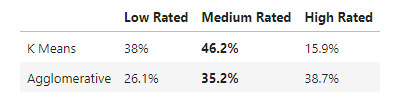 Low Rated Medium Rated High Rated
K Means 38% 46.2% 15.9%
Agglomerative 26.1% 35.2% 38.7%